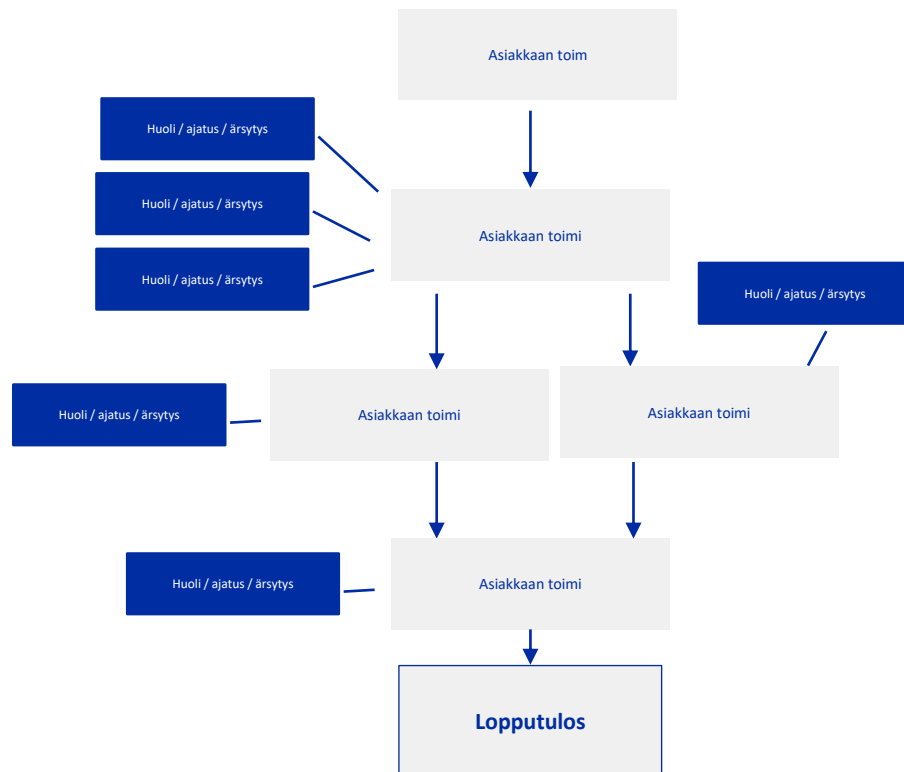 Asiakkaan toim
Huoli / ajatus / ärsytys
Huoli / ajatus / ärsytys
Asiakkaan toimi
Huoli / ajatus / ärsytys
Huoli / ajatus / ärsytys
Huoli / ajatus / ärsytys
Asiakkaan toimi
Asiakkaan toimi
Huoli / ajatus / ärsytys
Asiakkaan toimi
Lopputulos